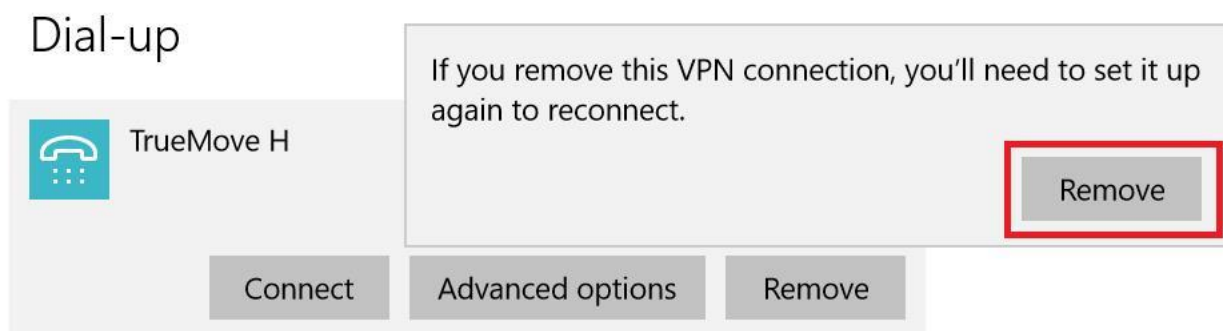 Dial-up
If you remove this VPN connection, you’ll need to set it up
again to reconnect.
TrueMove H
Remove
Connect
Advanced options
Remove